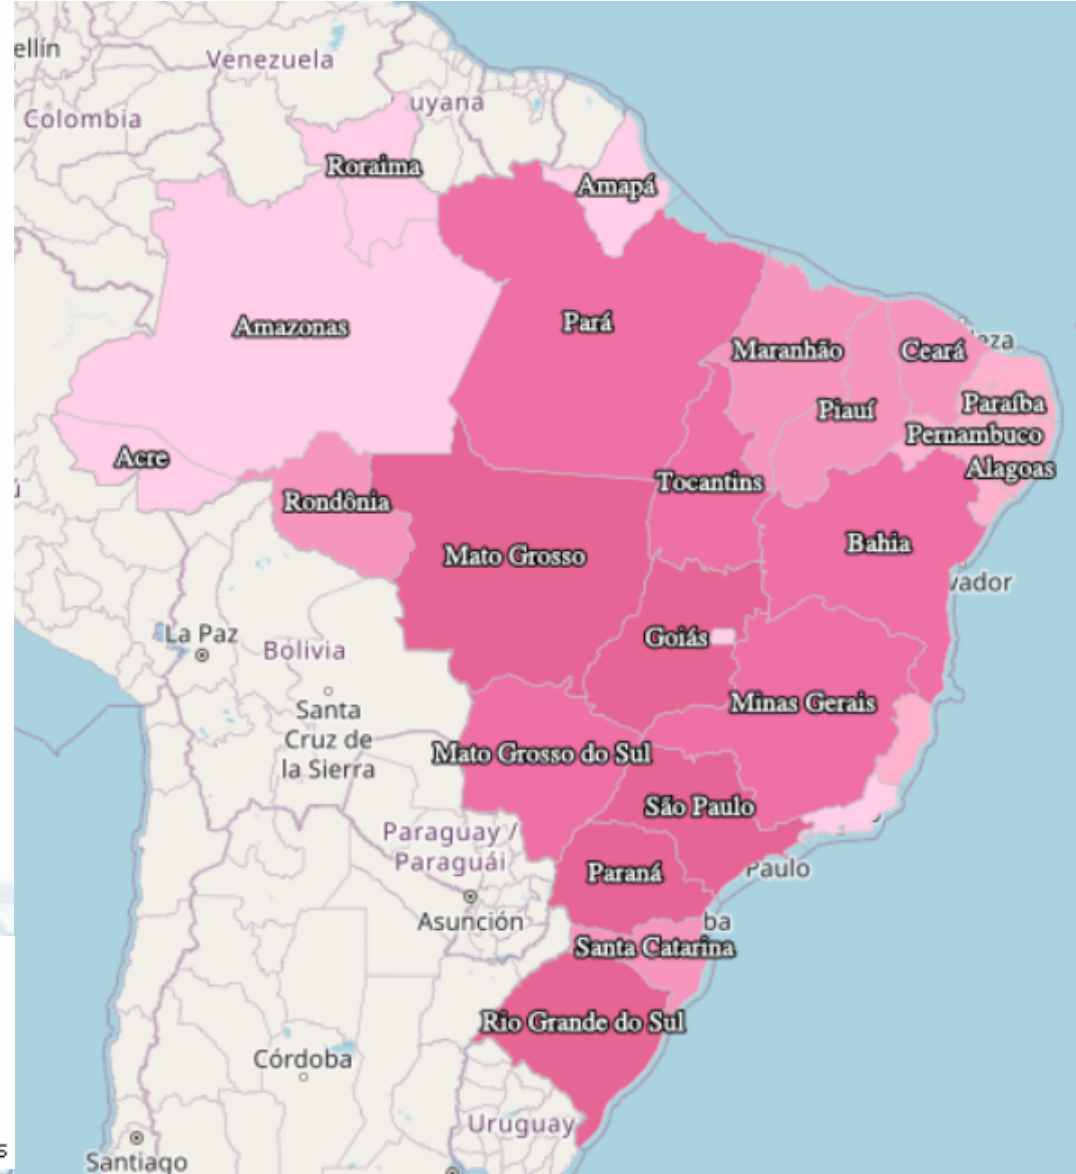 ellín
Venezuela
uyana
Colombia
Roraima
Amapá
Amazonas
Pará
Maranhão
Ceará
Piauí
Paraíba
Pernambuco
Alagoas
Acre
Rondônia
Tocantins
Mato Grosso
Bahia
vador
La Paz
Bolivia
Goiás
Santa
Cruz de
la Sierra
Minas Gerais
Mato Grosso do Sul
São Paulo
Paulo
Paraguay /
Paraguái
Paraná
Asunción
ba
Santa Catarina
Rio Grande do Sul
Córdoba
Uruguay
Santiago